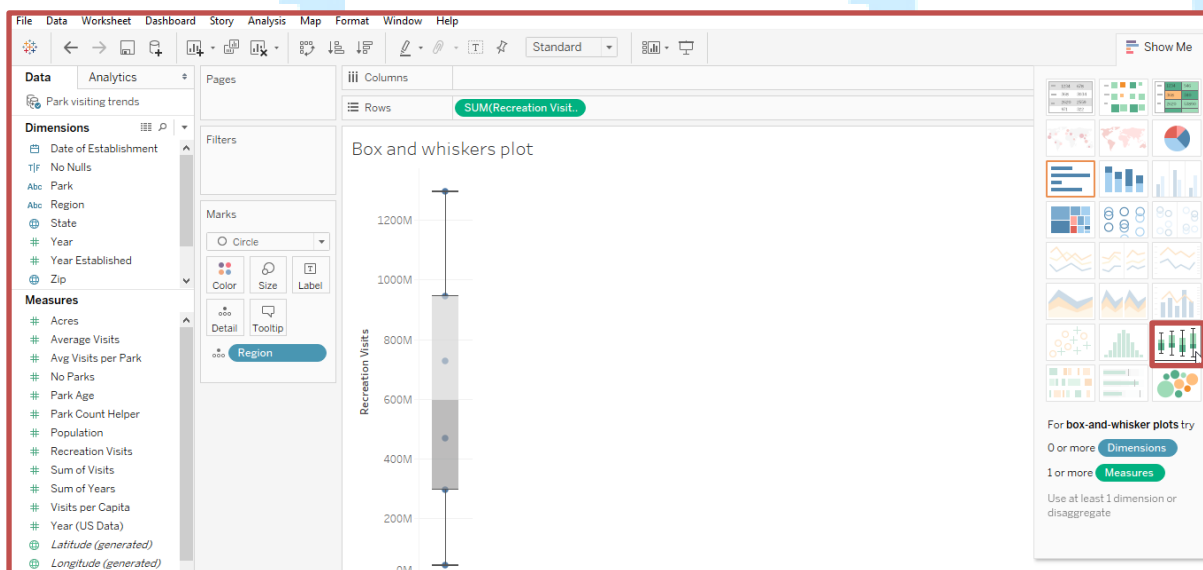 File Data Worksheet Dashboard Story Analysis Map Format Window Help
Standard
Show Me
Data Analytics
Park visiting trends
Dimensions
Date of Establishment
T|F No Nulls
Abc Park
Abc Region
State
# Year
# Year Established
Zip
Measures
# Acres
# Average Visits
# Avg Visits per Park
# No Parks
# Park Age
# Park Count Helper
# Population
# Recreation Visits
# Sum of Visits
# Sum of Years
# Visits per Capita
# Year (US Data)
Latitude (generated)
Longitude (generated)
Pages
Filters
Marks
Circle
Color Size Label
Detail Tooltip
Region
iii Columns
Rows SUM(Recreation Visit..
Box and whiskers plot
Recreation Visits
1200M
1000M
800M
600M
400M
200M
0M
For box-and-whisker plots try
0 or more Dimensions
1 or more Measures
Use at least 1 dimension or
disaggregate